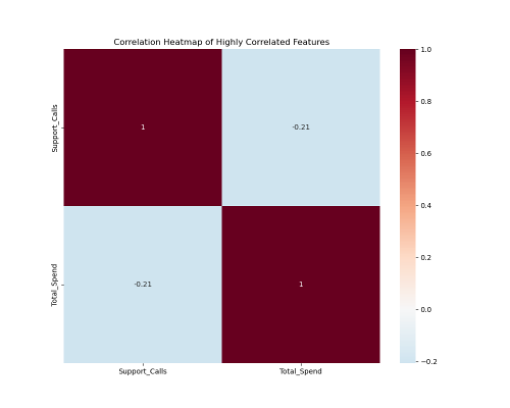 Correlation Heatmap of Highly Correlated Features
Support_Calls
1
-0.21
Total_Spend
-0.21
1
Support_Calls
Total_Spend
1.0
0.8
0.6
0.4
0.2
0.0
−0.2